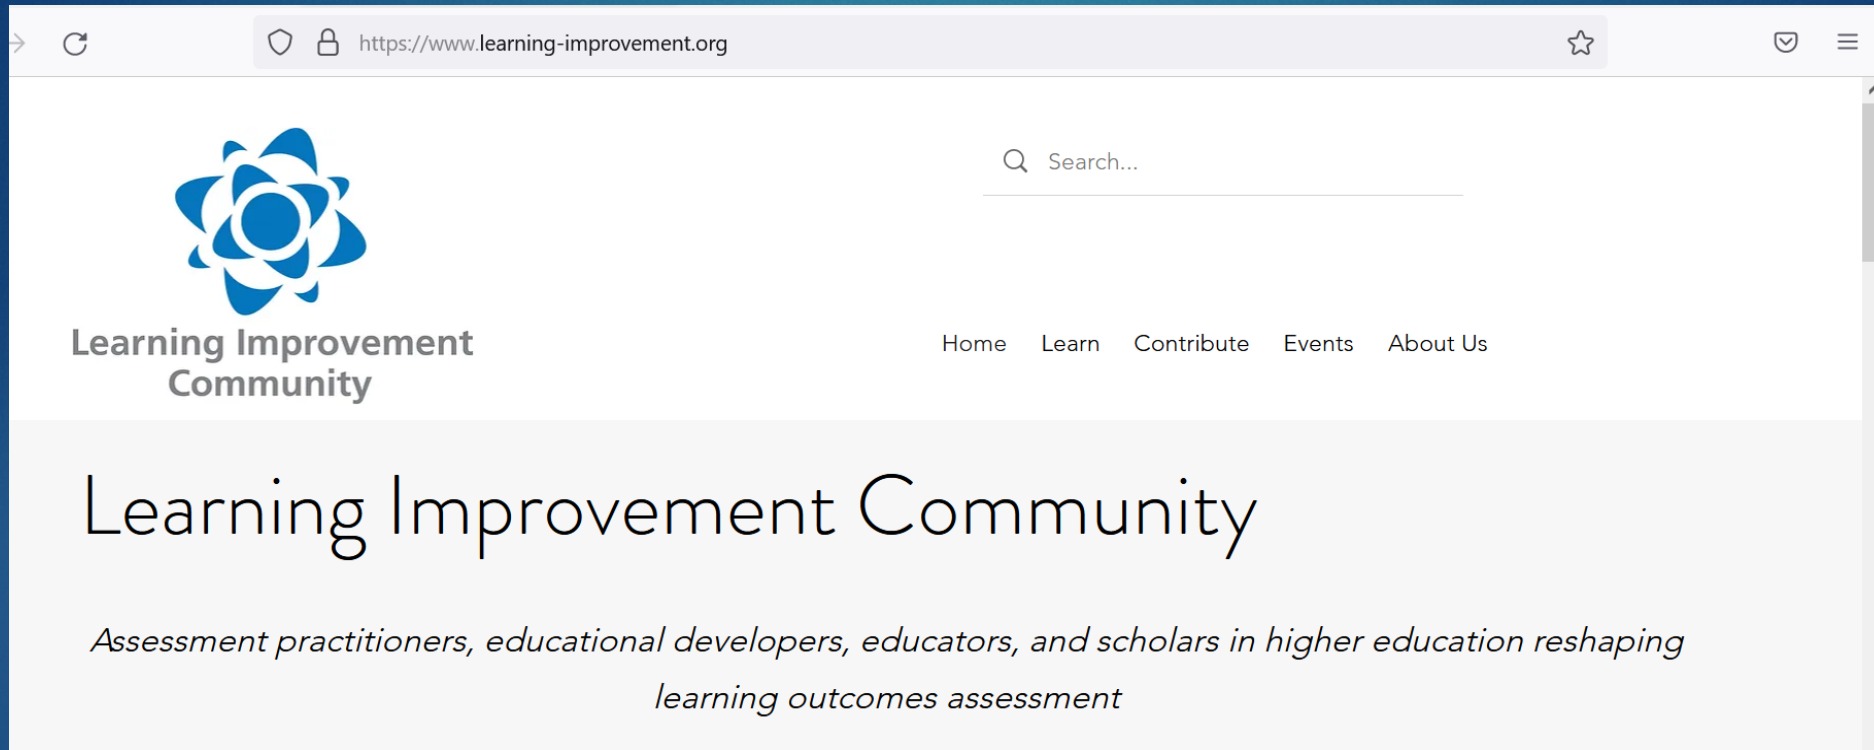 https://www.learning-improvement.org
Search...
Learning Improvement
Community
Home Learn Contribute Events About Us
Learning Improvement Community
Assessment practitioners, educational developers, educators, and scholars in higher education reshaping
learning outcomes assessment